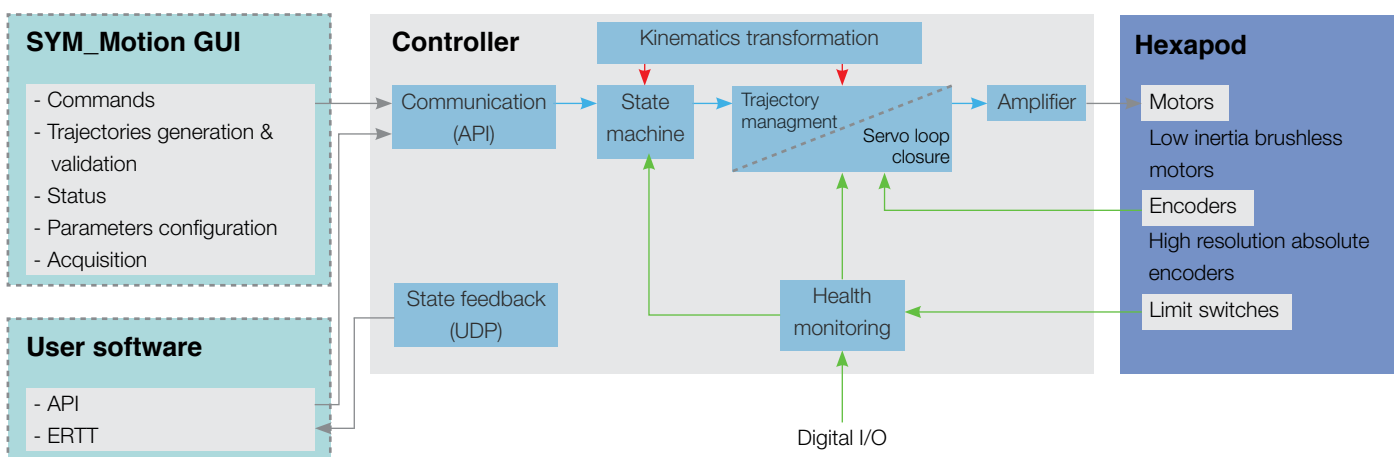 SYM_Motion GUI
- Commands
- Trajectories generation &
validation
- Status
- Parameters configuration
- Acquisition
User software
- API
- ERTT
Controller
Kinematics transformation
Communication
(API)
State
machine
Trajectory
managment
Servo loop
closure
Amplifier
State feedback
(UDP)
Health
monitoring
Digital I/O
Hexapod
Motors
Low inertia brushless
motors
Encoders
High resolution absolute
encoders
Limit switches